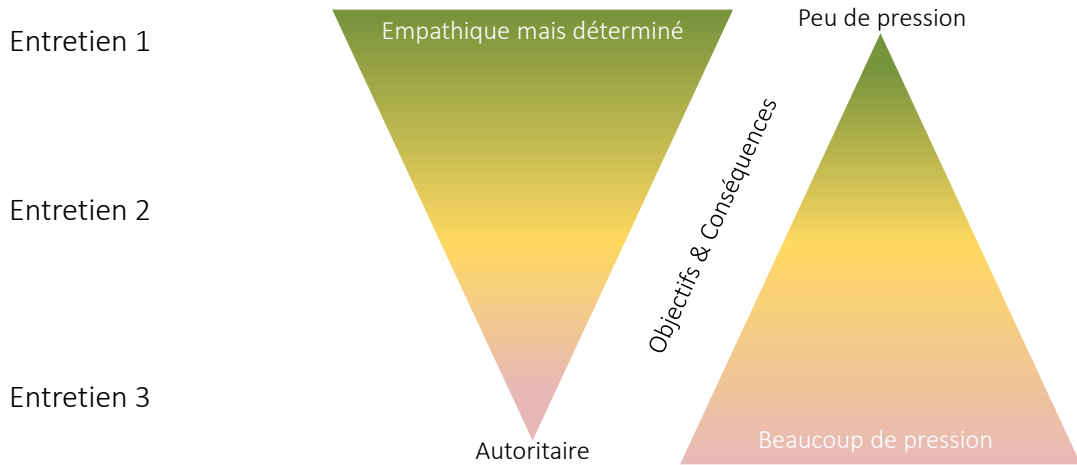 Entretien 1
Empathique mais déterminé
Peu de pression
Objectifs & Conséquences
Entretien 2
Entretien 3
Autoritaire
Beaucoup de pression